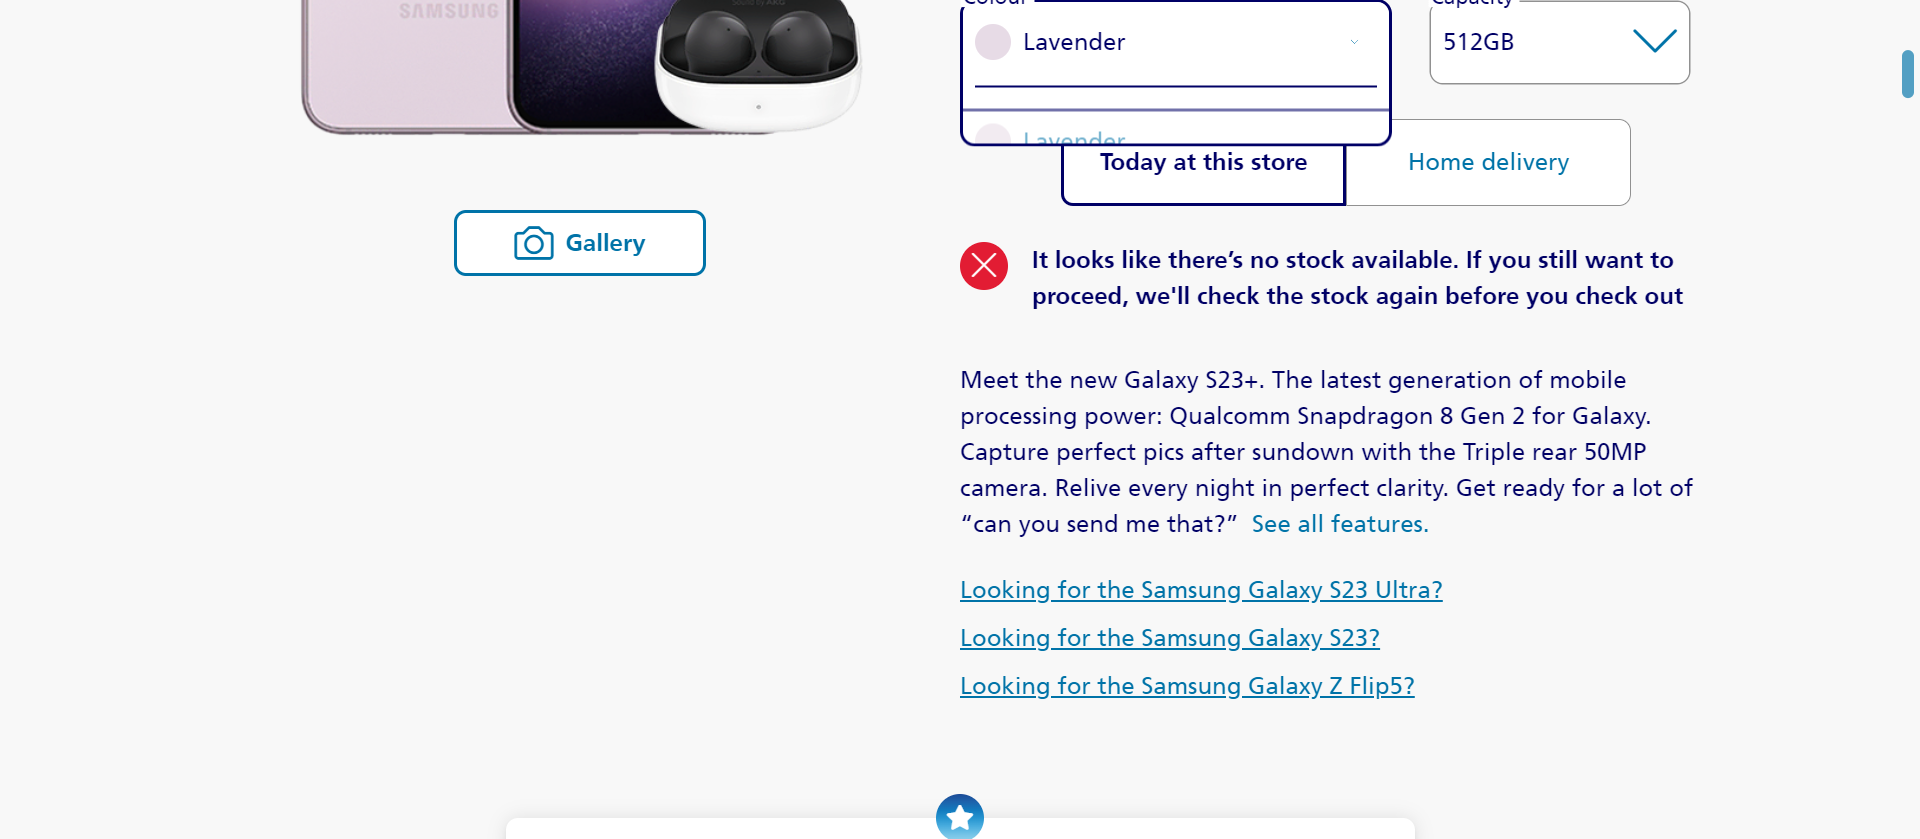 SAMSUNG
Sound by AKG
Colour
Lavender
Lavender
Capacity
512GB
Today at this store
Home delivery
Gallery
It looks like there’s no stock available. If you still want to
proceed, we'll check the stock again before you check out
Meet the new Galaxy S23+. The latest generation of mobile
processing power: Qualcomm Snapdragon 8 Gen 2 for Galaxy.
Capture perfect pics after sundown with the Triple rear 50MP
camera. Relive every night in perfect clarity. Get ready for a lot of
“can you send me that?” See all features.
Looking for the Samsung Galaxy S23 Ultra?
Looking for the Samsung Galaxy S23?
Looking for the Samsung Galaxy Z Flip5?